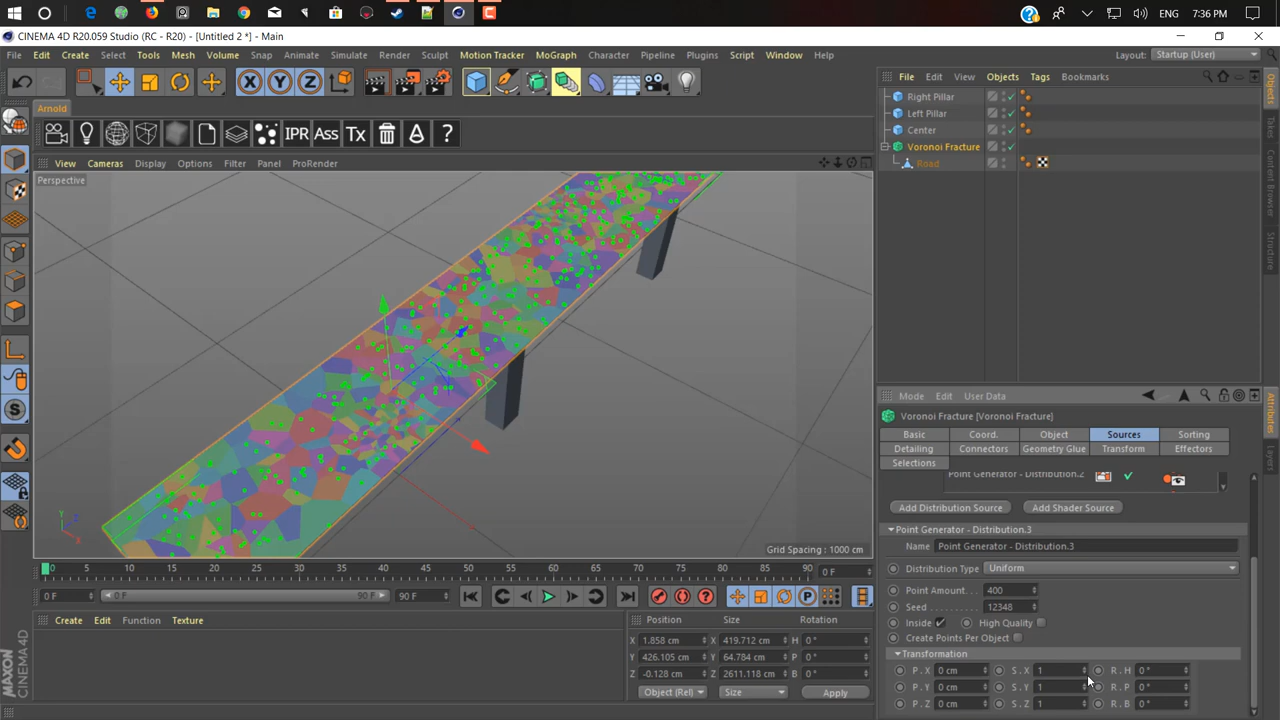 ENG 7:36 PM
CINEMA 4D R20.059 Studio (RC - R20) - [Untitled 2 *] - Main
File Edit Create Select Tools Mesh Volume Snap Animate Simulate Render Sculpt Motion Tracker MoGraph Character Pipeline Plugins Script Window Help Layout: Startup (User)
File Edit View Objects Tags Bookmarks
X Y Z
Right Pillar
Left Pillar
Center
Voronoi Fracture
Road
Arnold
IPR Ass Tx ?
View Cameras Display Options Filter Panel ProRender
Perspective
Grid Spacing : 1000 cm
Objects
Takes
Content Browser
Structure
Mode Edit User Data
Voronoi Fracture [Voronoi Fracture]
Basic Coord. Object Sources Sorting
Detailing Connectors Geometry Glue Transform Effectors
Selections
Point Generator - Distribution.2
Add Distribution Source Add Shader Source
Point Generator - Distribution.3
Name Point Generator - Distribution.3
Distribution Type Uniform
Point Amount. . . 400
Seed . . . . . . . . . 12348
Inside High Quality
Create Points Per Object
Transformation
P . X 0 cm S . X 1 R . H 0 °
P . Y 0 cm S . Y 1 R . P 0 °
P . Z 0 cm S . Z 1 R . B 0 °
Attributes
Layers
0 5 10 15 20 25 30 35 40 45 50 55 60 65 70 75 80 85 90 0 F
0 F 0 F 90 F 90 F
Create Edit Function Texture
Position Size Rotation
X 1.858 cm X 419.712 cm H 0 °
Y 426.105 cm Y 64.784 cm P 0 °
Z -0.128 cm Z 2611.118 cm B 0 °
Object (Rel) Size Apply
MAXON CINEMA 4D